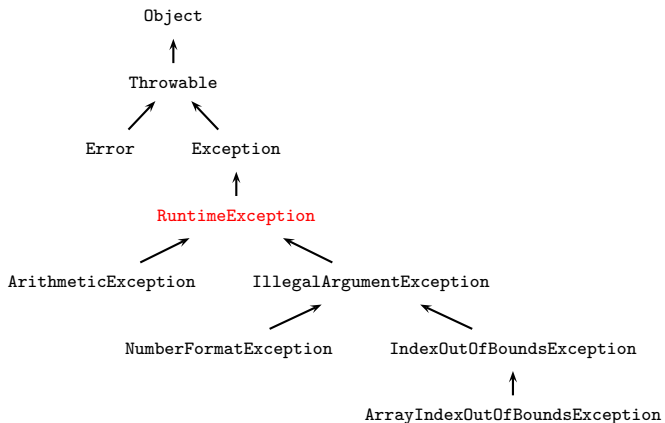 Object
Throwable
Error Exception
RuntimeException
ArithmeticException IllegalArgumentException
NumberFormatException IndexOutOfBoundsException
ArrayIndexOutOfBoundsException